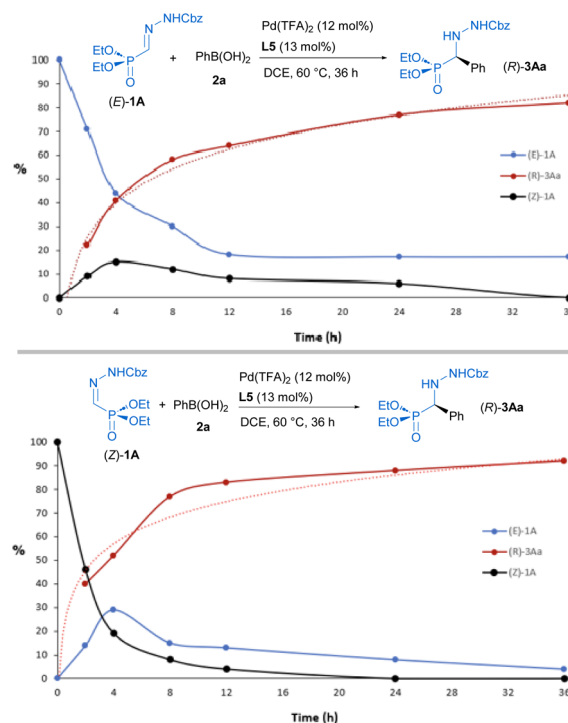 NHCbz
N
EtO
EtO
P
O
(E)-1A
+
PhB(OH)2
2a
Pd(TFA)2 (12 mol%)
L5 (13 mol%)
DCE, 60 °C, 36 h
NHCbz
HN
EtO
EtO
P
Ph
O
(R)-3Aa
100
90
80
70
60
50
40
30
20
10
0
%
(E)-1A
(R)-3Aa
(Z)-1A
0 4 8 12 16 20 24 28 32 36
Time (h)
NHCbz
N
OEt
OEt
P
O
(Z)-1A
+
PhB(OH)2
2a
Pd(TFA)2 (12 mol%)
L5 (13 mol%)
DCE, 60 °C, 36 h
NHCbz
HN
EtO
EtO
P
Ph
O
(R)-3Aa
100
90
80
70
60
50
40
30
20
10
0
%
(E)-1A
(R)-3Aa
(Z)-1A
0 4 8 12 16 20 24 28 32 36
Time (h)